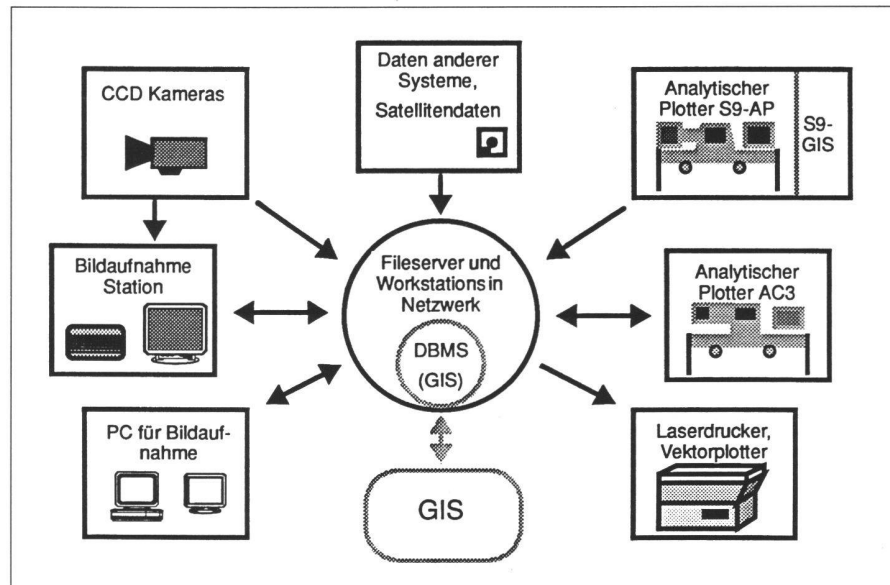 CCD Kameras
Daten anderer
Systeme,
Satellitendaten
Analytischer
Plotter S9-AP
S9-
GIS
Bildaufnahme
Station
Fileserver und
Workstations in
Netzwerk
DBMS
(GIS)
Analytischer
Plotter AC3
PC für Bildauf-
nahme
GIS
Laserdrucker,
Vektorplotter